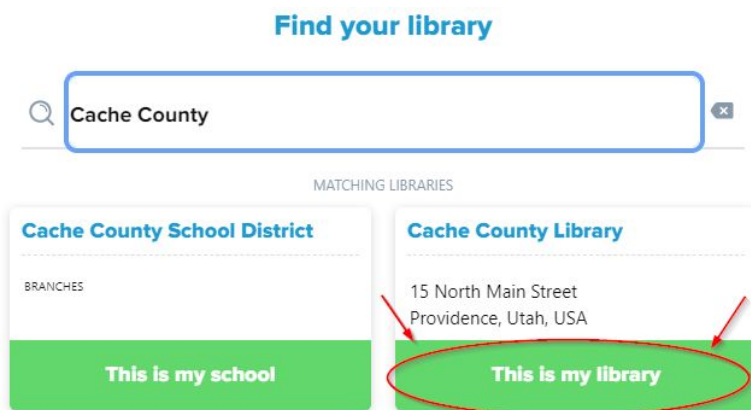 Find your library
Cache County
MATCHING LIBRARIES
Cache County School District
BRANCHES
This is my school
Cache County Library
15 North Main Street
Providence, Utah, USA
This is my library